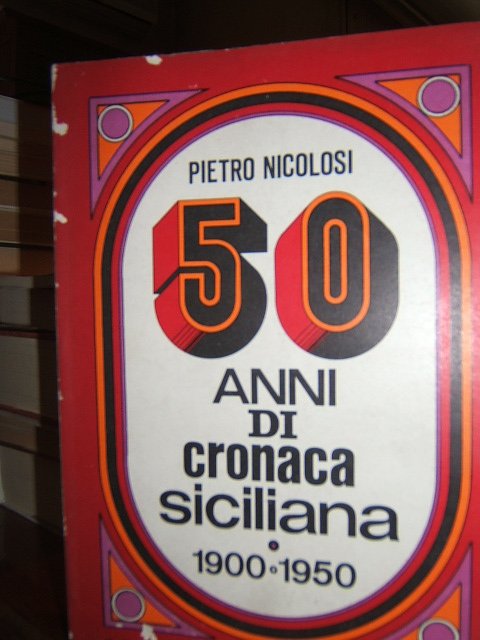 PIETRO NICOLOSI
50
ANNI
DI
cronaca
siciliana
1900•1950